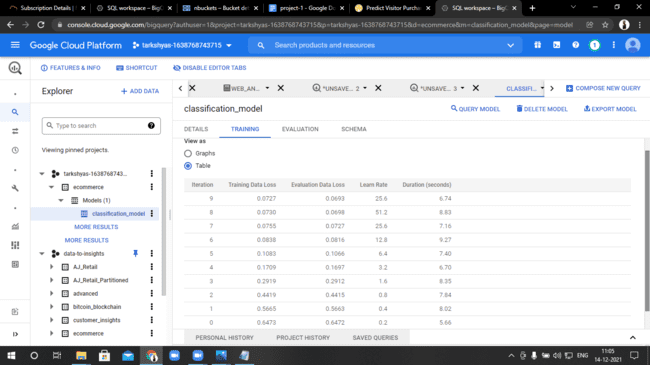 Subscription Details |
SQL workspace – Big
nbuckets – Bucket de
project-1 - Google D
Predict Visitor Purcha
SQL workspace – Big
console.cloud.google.com/bigquery?authuser=1&project=tarkshyas-1638768743715&p=tarkshyas-1638768743715&d=ecommerce&m=classification_model&page=model
Google Cloud Platform
tarkshyas-1638768743715
Search products and resources
1
FEATURES & INFO
SHORTCUT
DISABLE EDITOR TABS
Explorer
+ ADD DATA
WEB_AN...
*UNSAVE... 2
*UNSAVE... 3
CLASSIFI...
COMPOSE NEW QUERY
Type to search
Viewing pinned projects.
tarkshyas-163876873...
ecommerce
Models (1)
classification_model
MORE RESULTS
MORE RESULTS
data-to-insights
AJ_Retail
AJ_Retail_Partitioned
advanced
bitcoin_blockchain
customer_insights
ecommerce
classification_model
QUERY MODEL
DELETE MODEL
EXPORT MODEL
DETAILS
TRAINING
EVALUATION
SCHEMA
View as
Graphs
Table
Iteration Training Data Loss Evaluation Data Loss Learn Rate Duration (seconds)
9 0.0727 0.0693 25.6 6.74
8 0.0730 0.0698 51.2 8.83
7 0.0755 0.0727 25.6 7.16
6 0.0838 0.0816 12.8 9.27
5 0.1083 0.1066 6.4 7.40
4 0.1709 0.1697 3.2 6.70
3 0.2919 0.2912 1.6 8.35
2 0.4419 0.4415 0.8 7.84
1 0.5665 0.5663 0.4 8.02
0 0.6473 0.6472 0.2 5.66
PERSONAL HISTORY
PROJECT HISTORY
SAVED QUERIES
ENG
11:05
14-12-2021